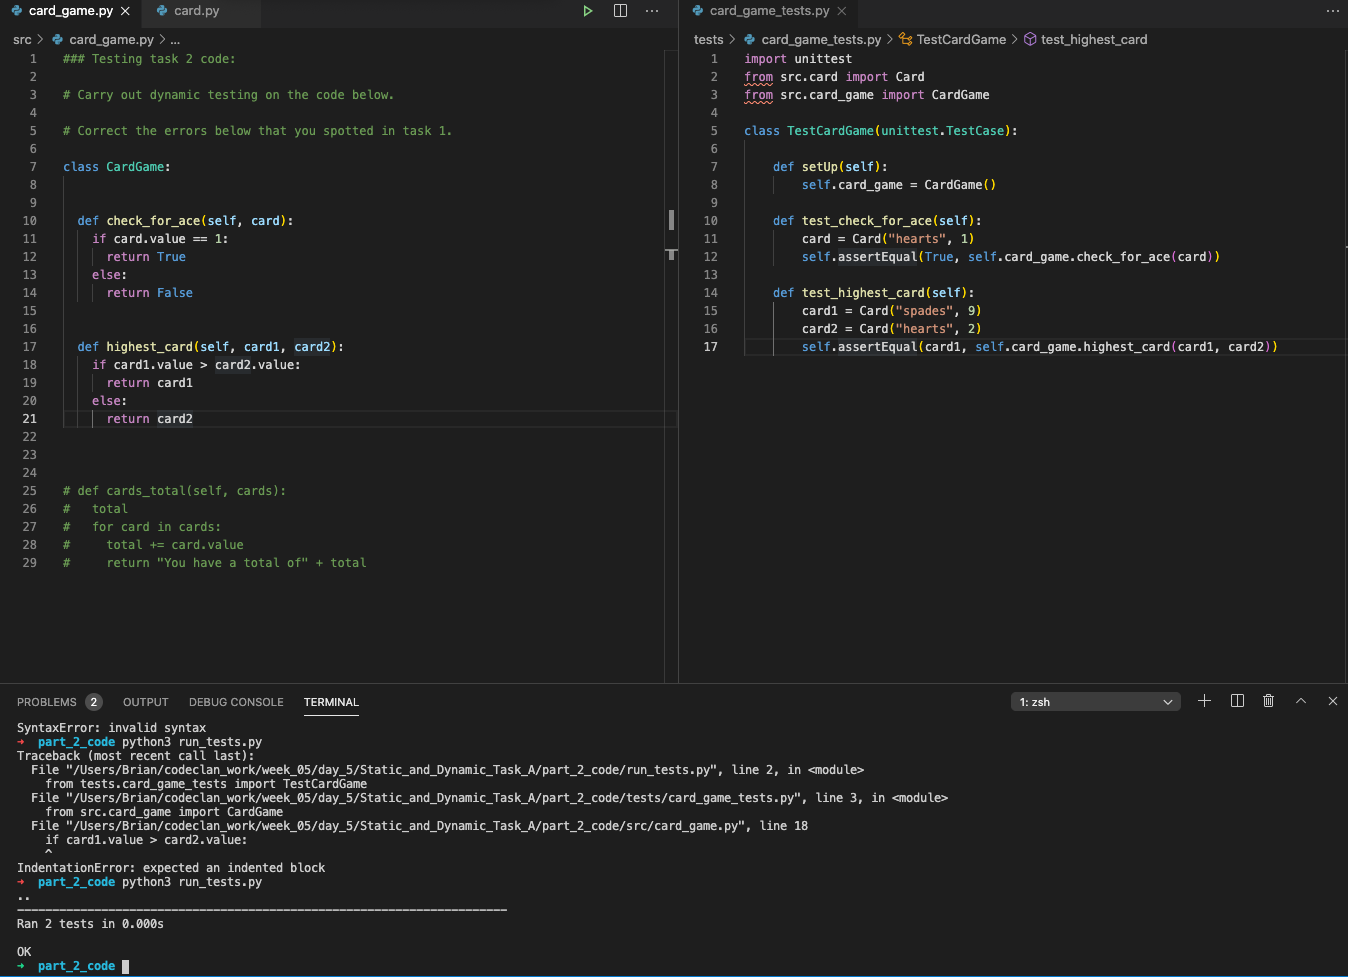 card_game.py
card.py
src > card_game.py > ...
1 ### Testing task 2 code:
2
3 # Carry out dynamic testing on the code below.
4
5 # Correct the errors below that you spotted in task 1.
6
7 class CardGame:
8
9
10 def check_for_ace(self, card):
11 if card.value == 1:
12 return True
13 else:
14 return False
15
16
17 def highest_card(self, card1, card2):
18 if card1.value > card2.value:
19 return card1
20 else:
21 return card2
22
23
24
25 # def cards_total(self, cards):
26 # total
27 # for card in cards:
28 # total += card.value
29 # return "You have a total of" + total
card_game_tests.py
tests > card_game_tests.py > TestCardGame > test_highest_card
1 import unittest
2 from src.card import Card
3 from src.card_game import CardGame
4
5 class TestCardGame(unittest.TestCase):
6
7 def setUp(self):
8 self.card_game = CardGame()
9
10 def test_check_for_ace(self):
11 card = Card("hearts", 1)
12 self.assertEqual(True, self.card_game.check_for_ace(card))
13
14 def test_highest_card(self):
15 card1 = Card("spades", 9)
16 card2 = Card("hearts", 2)
17 self.assertEqual(card1, self.card_game.highest_card(card1, card2))
PROBLEMS 2 OUTPUT DEBUG CONSOLE TERMINAL
1: zsh
SyntaxError: invalid syntax
→ part_2_code python3 run_tests.py
Traceback (most recent call last):
File "/Users/Brian/codeclan_work/week_05/day_5/Static_and_Dynamic_Task_A/part_2_code/run_tests.py", line 2, in <module>
from tests.card_game_tests import TestCardGame
File "/Users/Brian/codeclan_work/week_05/day_5/Static_and_Dynamic_Task_A/part_2_code/tests/card_game_tests.py", line 3, in <module>
from src.card_game import CardGame
File "/Users/Brian/codeclan_work/week_05/day_5/Static_and_Dynamic_Task_A/part_2_code/src/card_game.py", line 18
if card1.value > card2.value:
^
IndentationError: expected an indented block
→ part_2_code python3 run_tests.py
..
----------------------------------------------------------------------
Ran 2 tests in 0.000s
OK
→ part_2_code